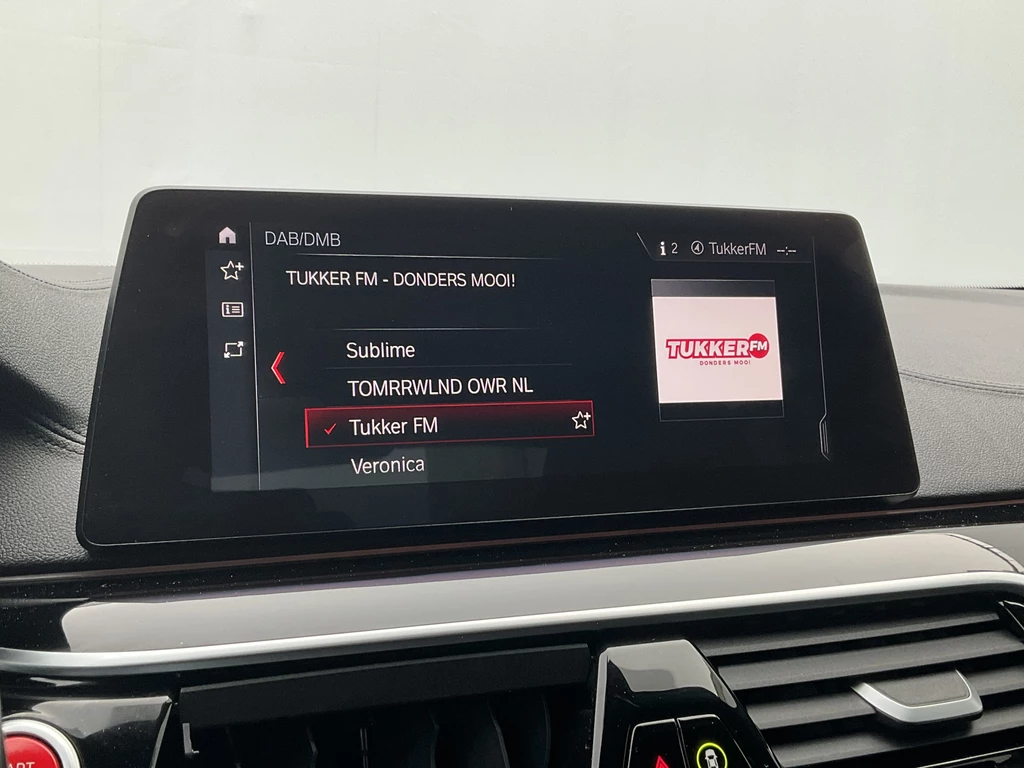 DAB/DMB
i 2 TukkerFM --:--
TUKKER FM - DONDERS MOOI!
Sublime
TOMRRWLND OWR NL
Tukker FM
Veronica
TUKKER FM
DONDERS MOOI
ART